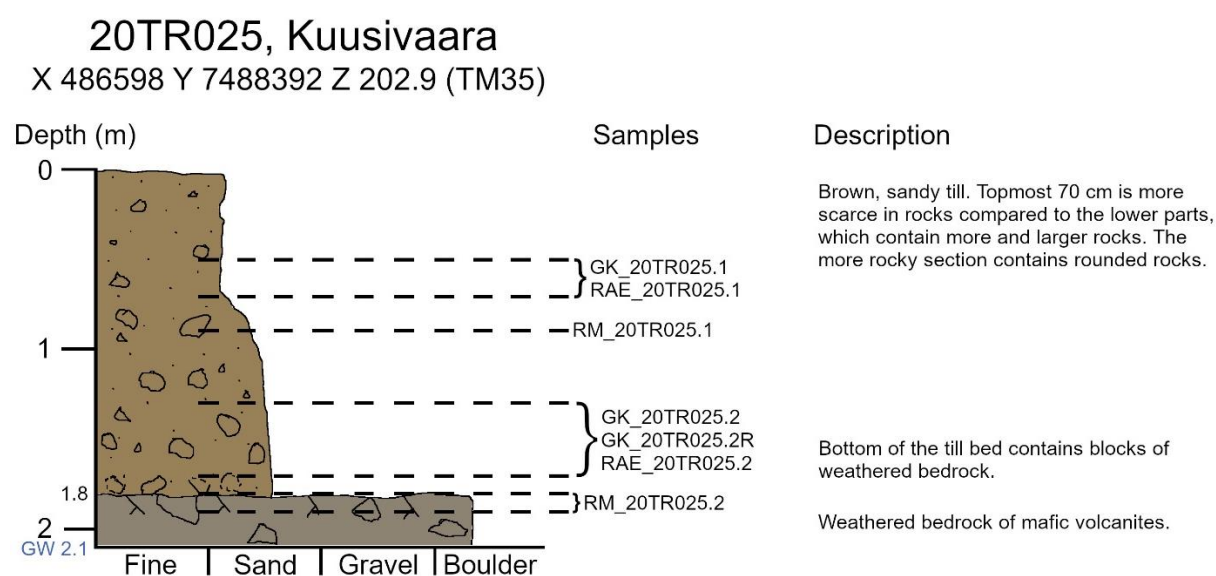 20TR025, Kuusivaara
X 486598 Y 7488392 Z 202.9 (TM35)
Depth (m)
Samples
Description
0
Brown, sandy till. Topmost 70 cm is more
scarce in rocks compared to the lower parts,
which contain more and larger rocks. The
more rocky section contains rounded rocks.
GK_20TR025.1
RAE_20TR025.1
RM_20TR025.1
1
GK_20TR025.2
GK_20TR025.2R
RAE_20TR025.2
Bottom of the till bed contains blocks of
weathered bedrock.
1.8
RM_20TR025.2
Weathered bedrock of mafic volcanites.
2
GW 2.1
Fine | Sand | Gravel | Boulder